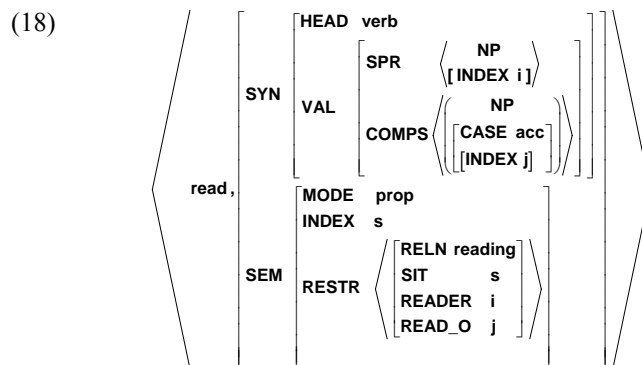 (18)
HEAD verb
NP
SPR
[INDEX i]
SYN
VAL
NP
COMPS
CASE acc
[INDEX j]
read,
MODE prop
INDEX s
RELN reading
SIT s
SEM
RESTR
READER i
READ_O j